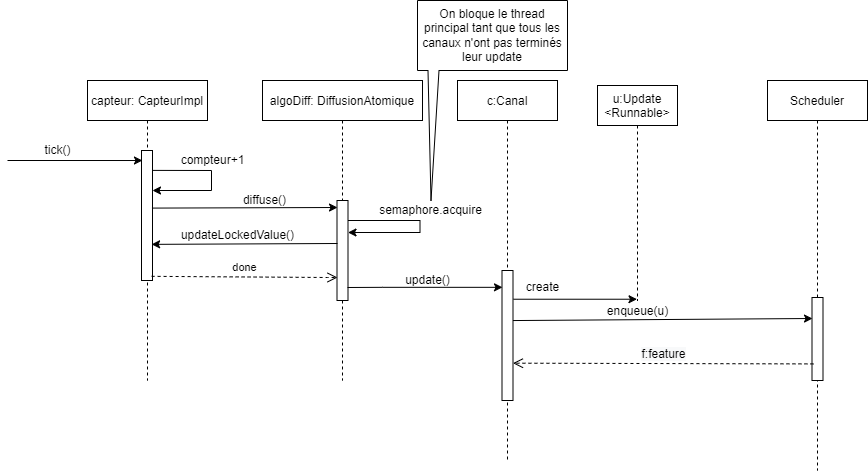 On bloque le thread
principal tant que tous les
canaux n'ont pas terminés
leur update
capteur: CapteurImpl
algoDiff: DiffusionAtomique
c:Canal
u:Update
<Runnable>
Scheduler
tick()
compteur+1
diffuse()
semaphore.acquire
updateLockedValue()
done
update()
create
enqueue(u)
f:feature